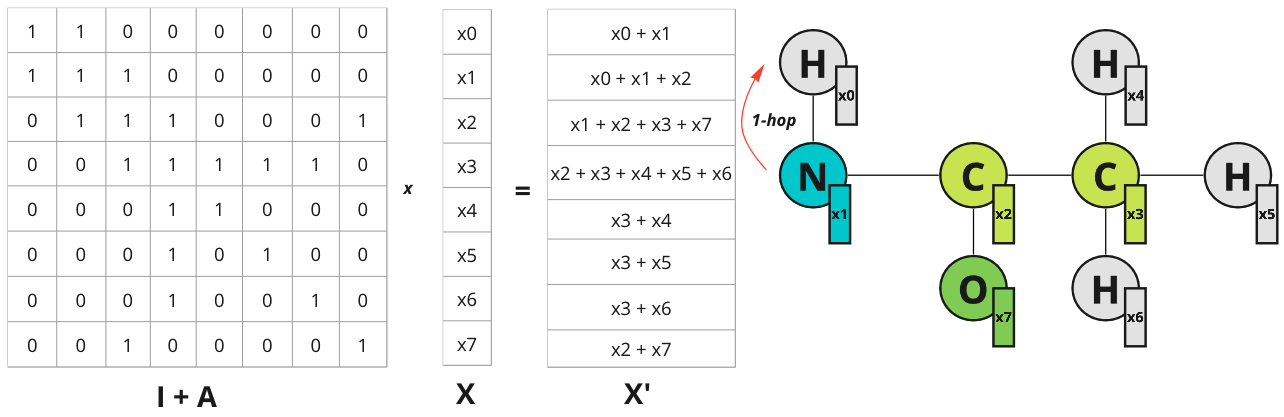 1 1 0 0 0 0 0 0
1 1 1 0 0 0 0 0
0 1 1 1 0 0 0 1
0 0 1 1 1 1 1 0
0 0 0 1 1 0 0 0
0 0 0 1 0 1 0 0
0 0 0 1 0 0 1 0
0 0 1 0 0 0 0 1
I + A
x
x0
x1
x2
x3
x4
x5
x6
x7
X
=
x0 + x1
x0 + x1 + x2
x1 + x2 + x3 + x7
x2 + x3 + x4 + x5 + x6
x3 + x4
x3 + x5
x3 + x6
x2 + x7
X'
H
x0
H
x4
1-hop
N
x1
C
x2
C
x3
H
x5
O
x7
H
x6